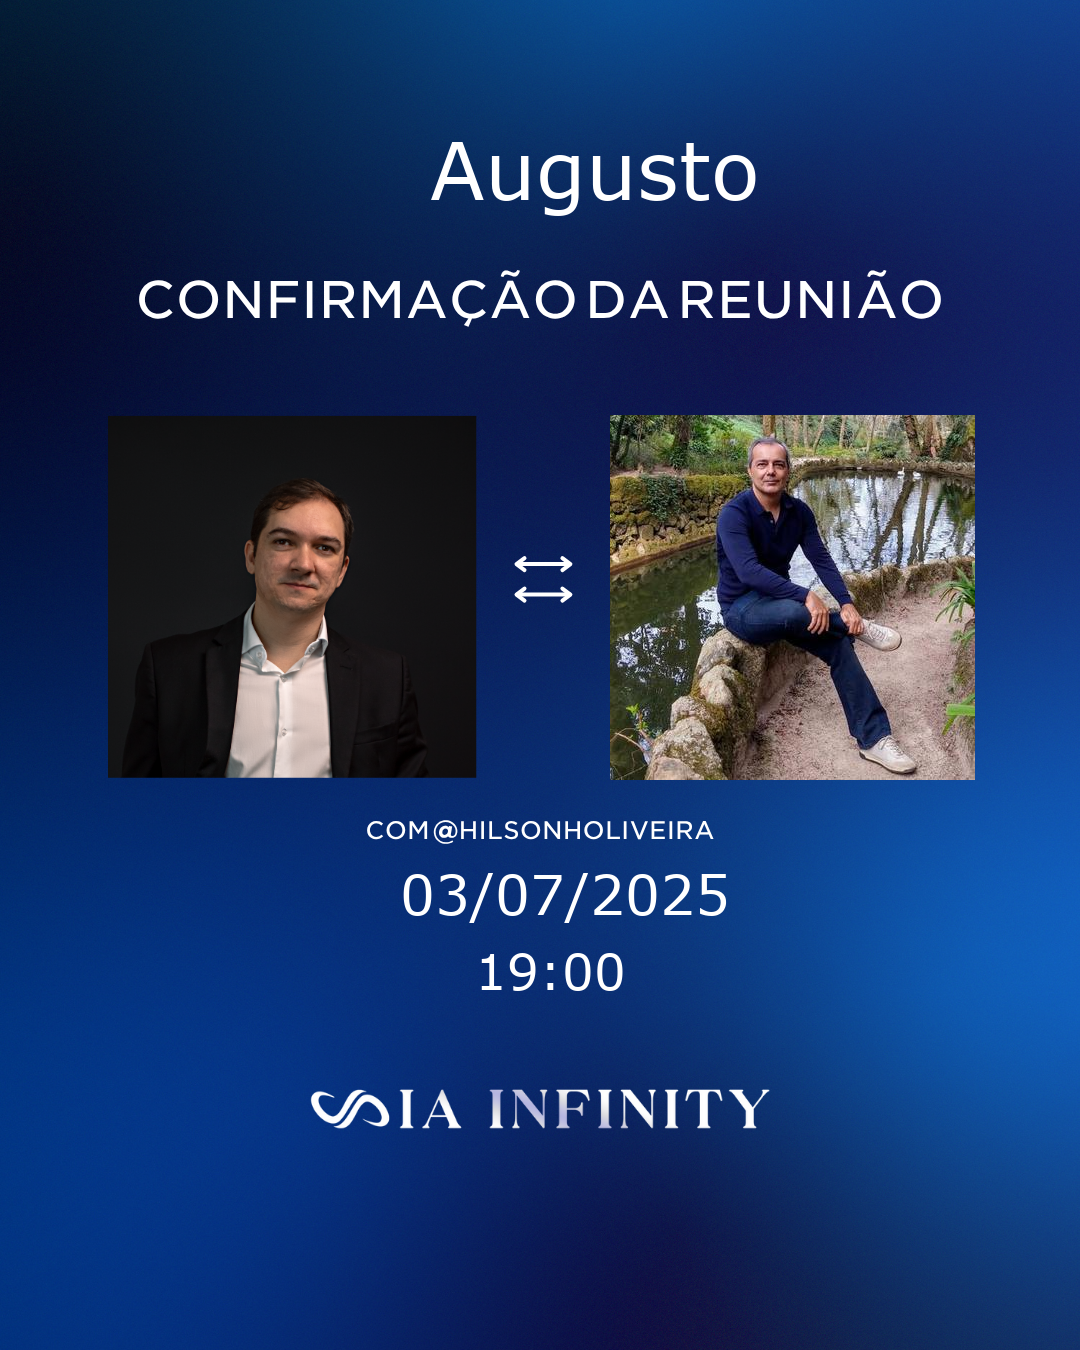 Augusto
CONFIRMAÇÃO DA REUNIÃO
COM @HILSONHOLIVEIRA
03/07/2025
19:00
IA INFINITY